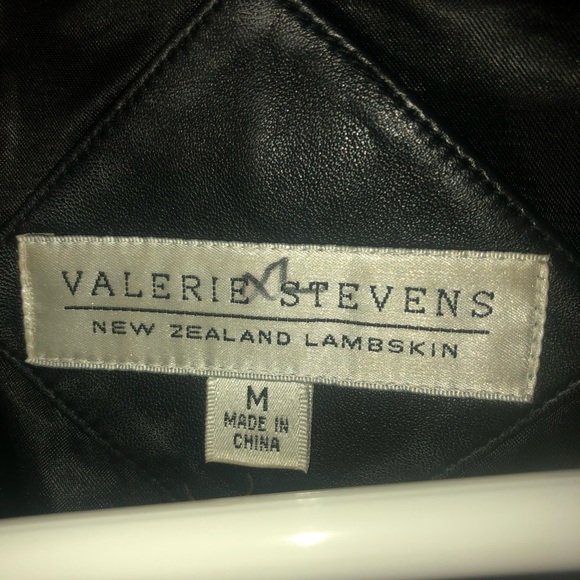 VALERIE STEVENS
NEW ZEALAND LAMBSKIN
M
MADE IN
CHINA